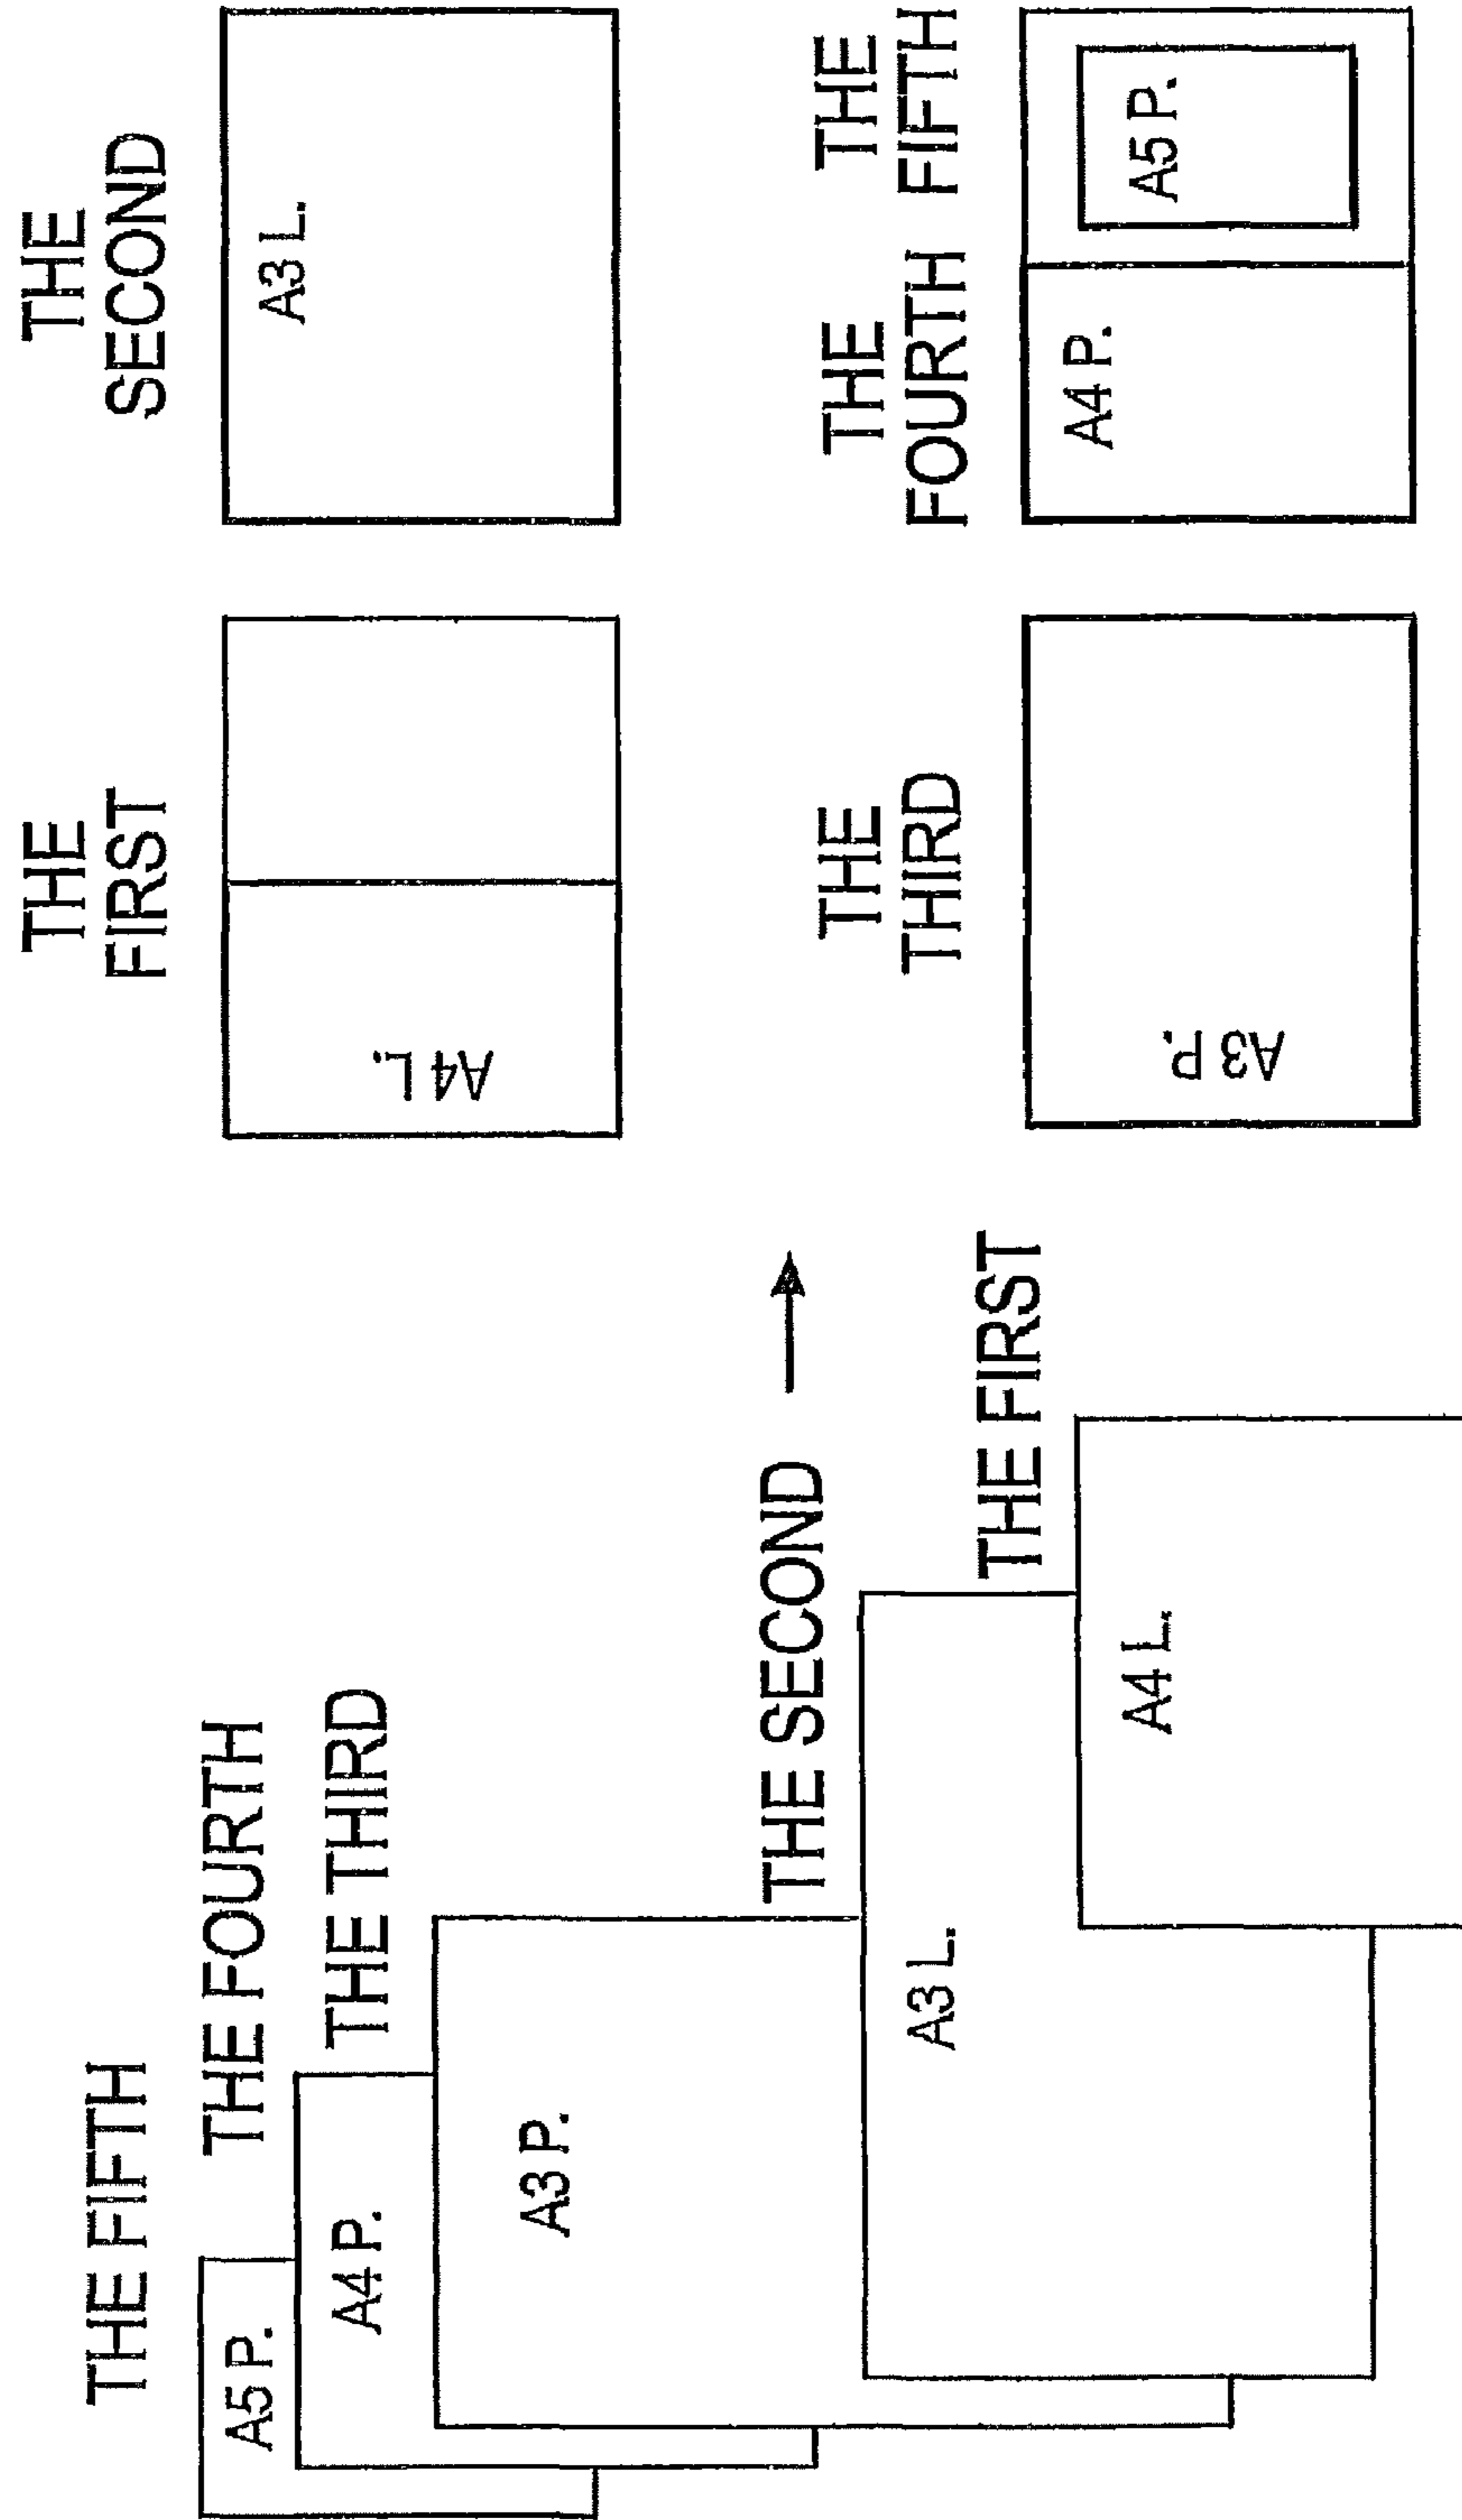 THE FIFTH
THE FOURTH
THE THIRD
THE SECOND
THE FIRST
A5 P.
A4 P.
A3 P.
A3 L.
A4 L.
THE
FIRST
A4 L.
THE
SECOND
A3 L.
THE
THIRD
A3 P.
THE
FOURTH
A4 P.
THE
FIFTH
A5 P.